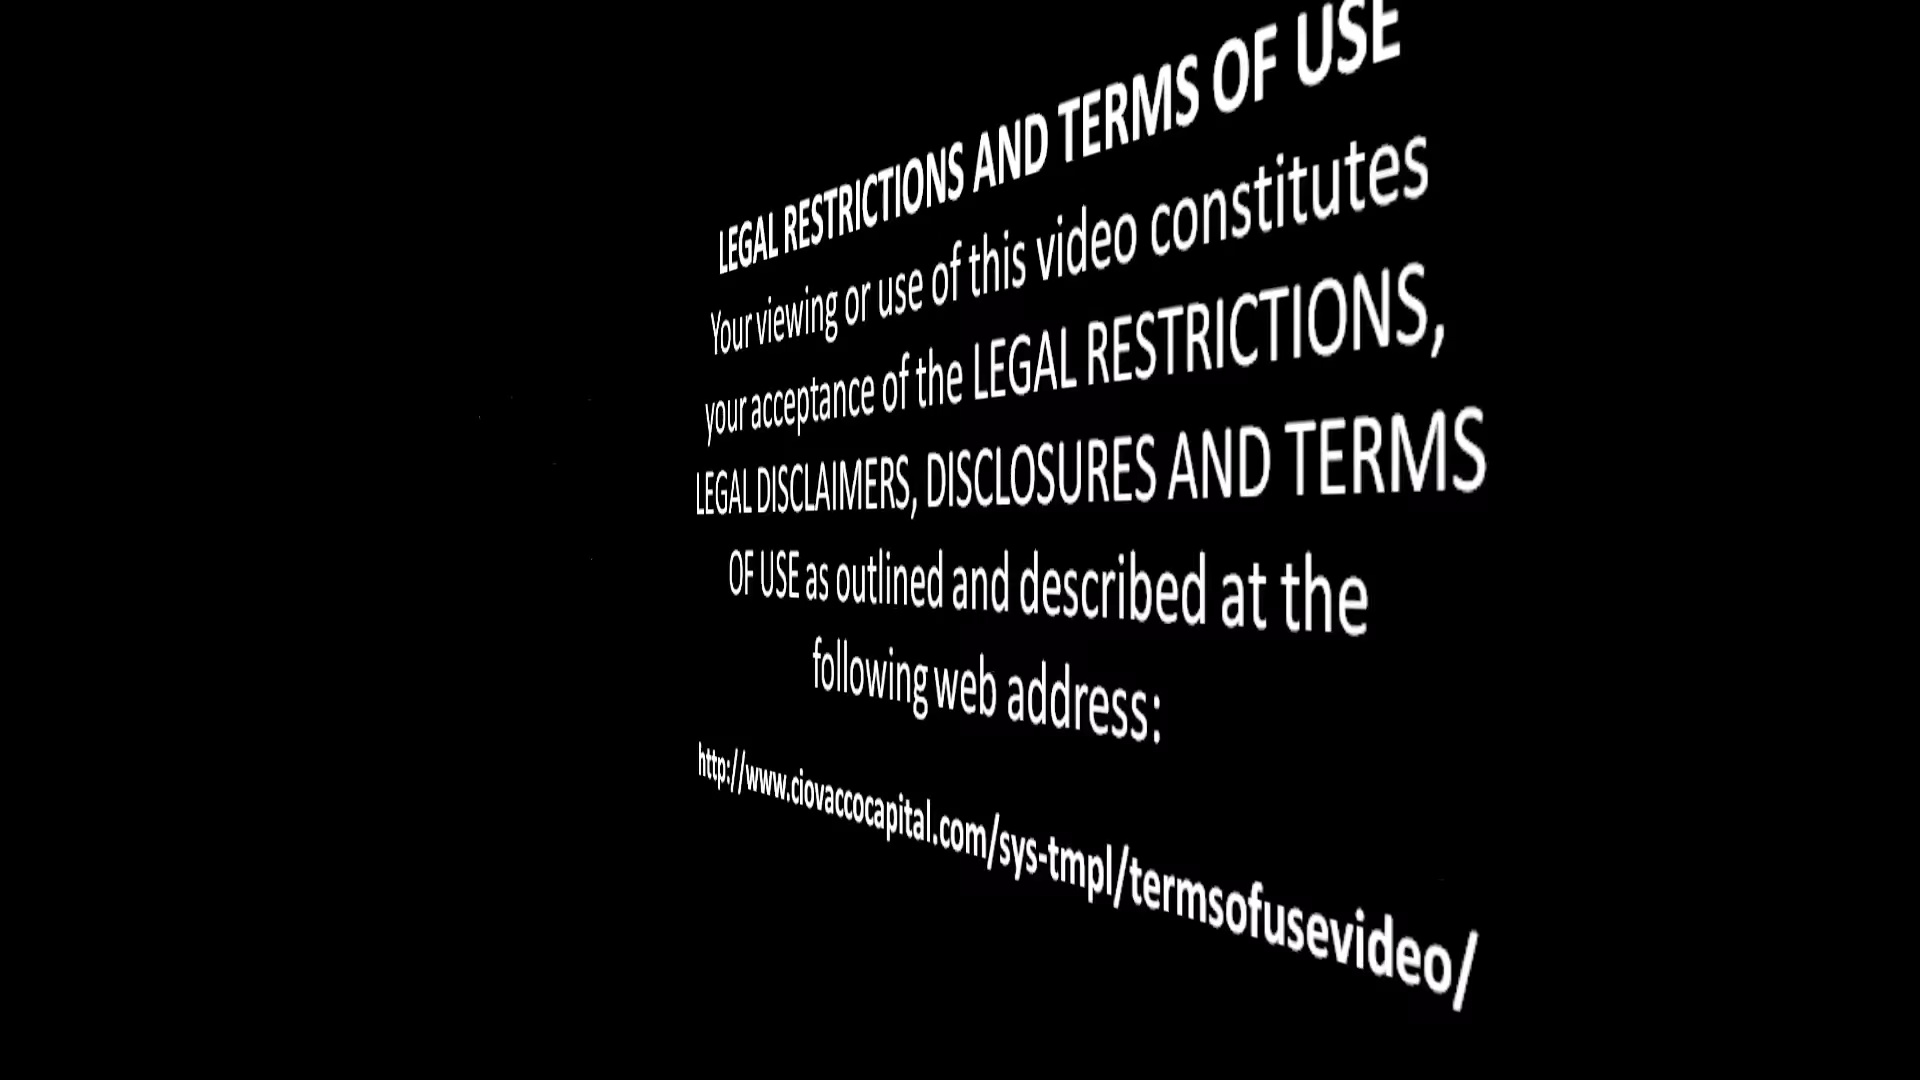 LEGAL RESTRICTIONS AND TERMS OF USE
Your viewing or use of this video constitutes
your acceptance of the LEGAL RESTRICTIONS,
LEGAL DISCLAIMERS, DISCLOSURES AND TERMS
OF USE as outlined and described at the
following web address:
http://www.ciovaccocapital.com/sys-tmpl/termsofusevideo/